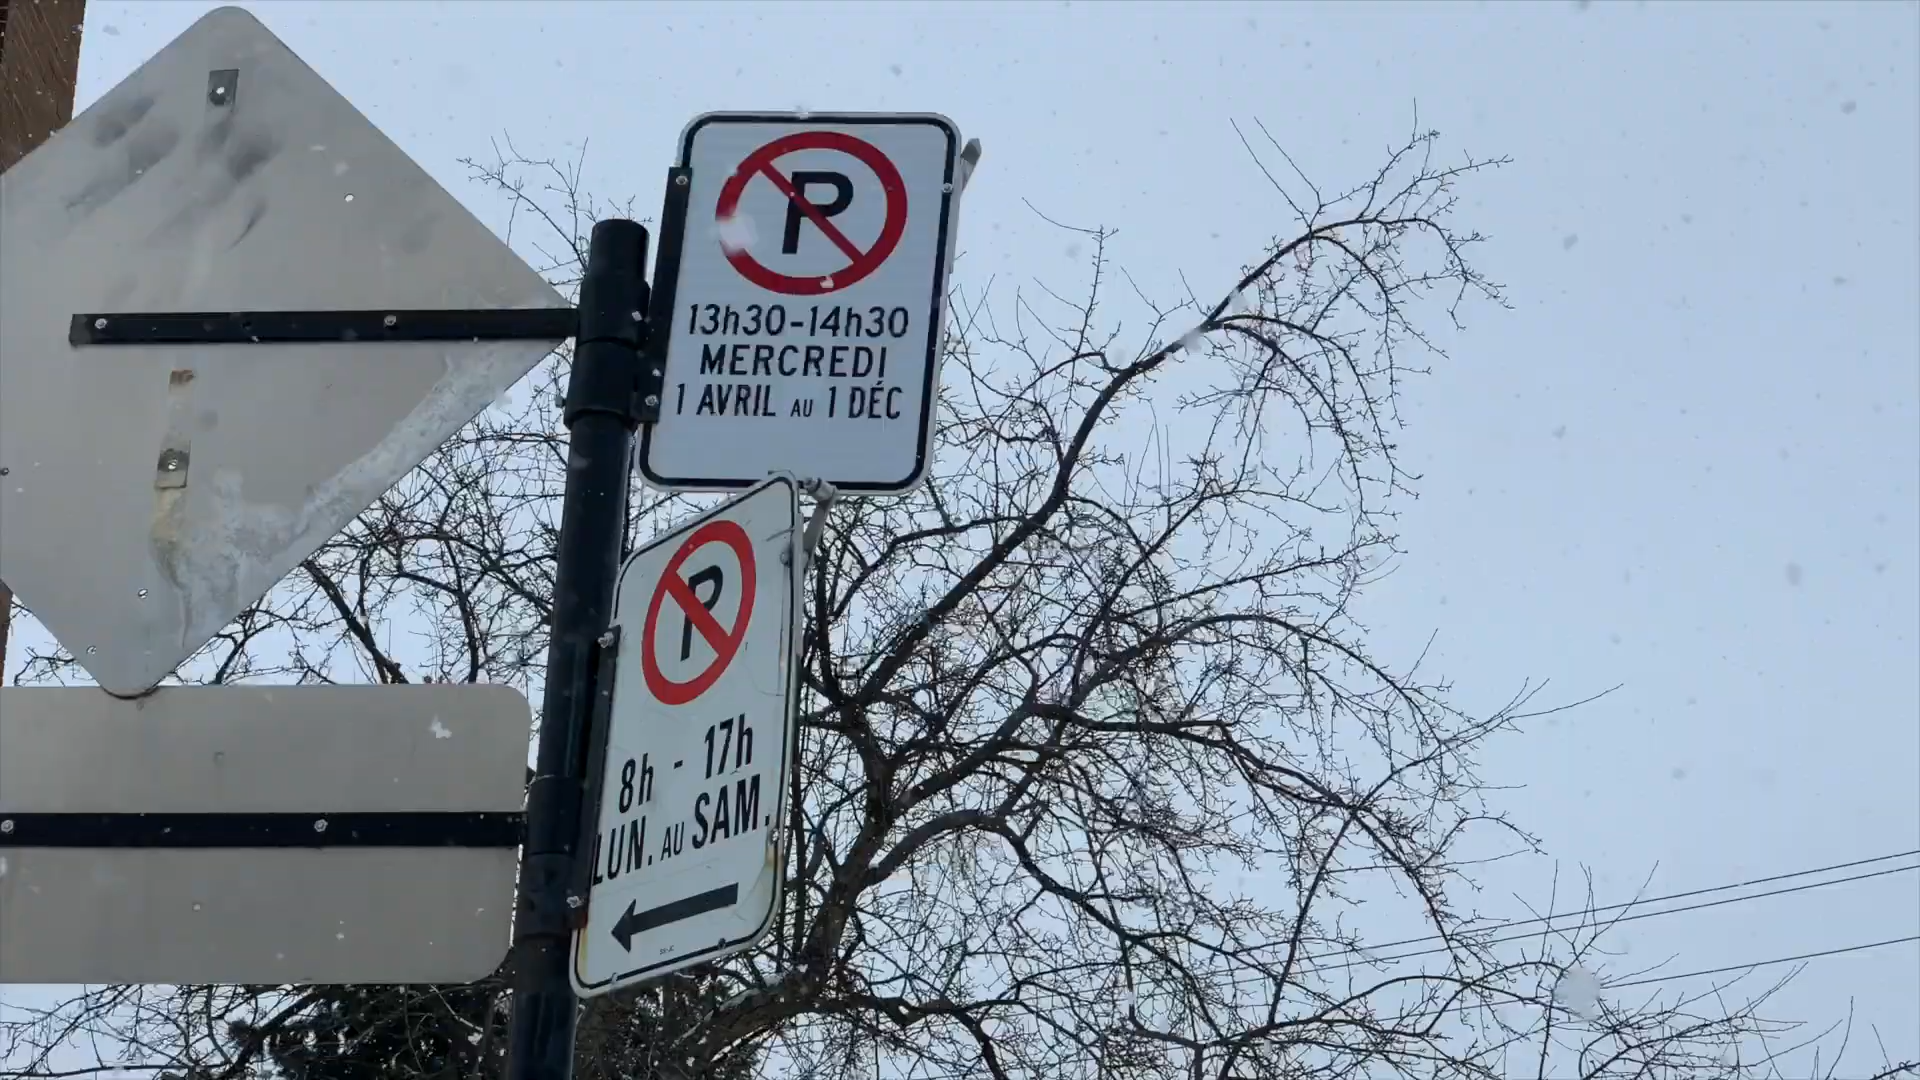 P
13h30-14h30
MERCREDI
1 AVRIL AU 1 DÉC
P
8h - 17h
LUN. AU SAM.